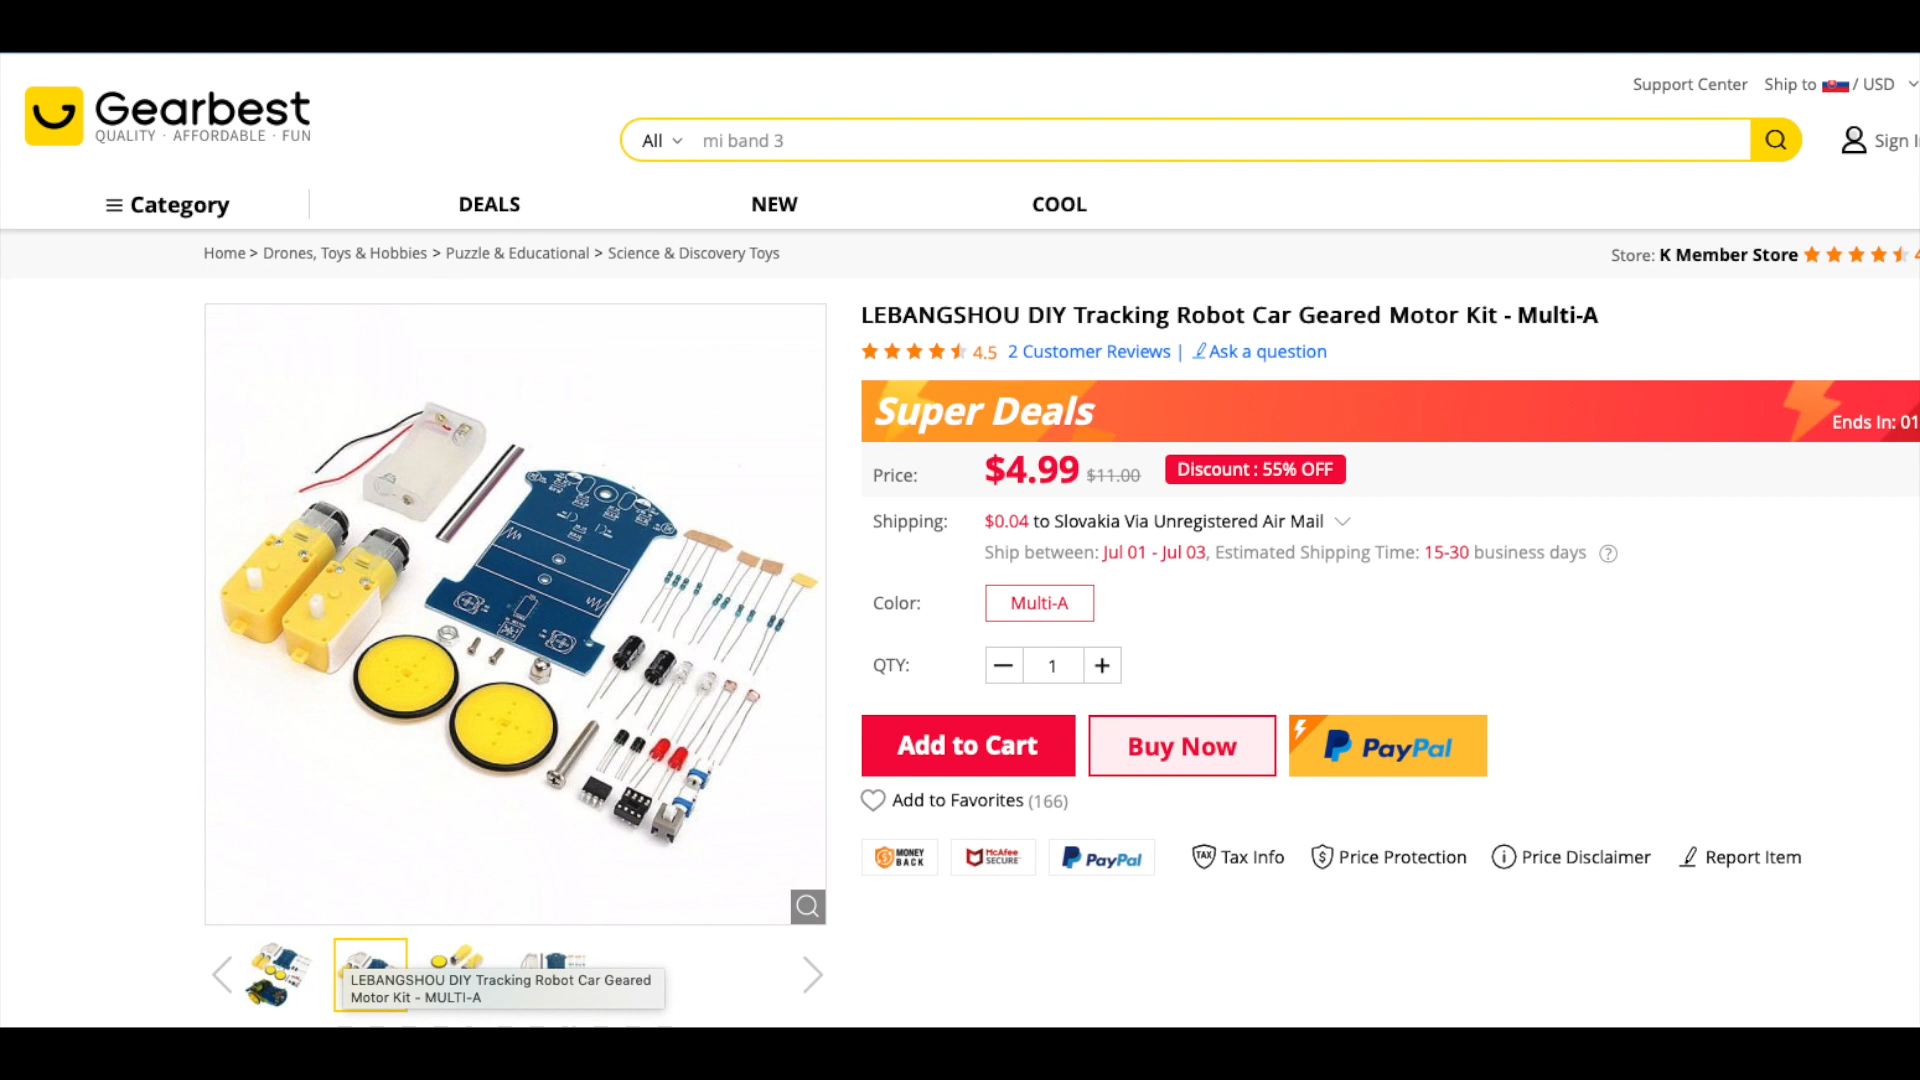 Support Center Ship to / USD
Gearbest
QUALITY · AFFORDABLE · FUN
All mi band 3
Sign
Category DEALS NEW COOL
Home > Drones, Toys & Hobbies > Puzzle & Educational > Science & Discovery Toys
Store: K Member Store
LEBANGSHOU DIY Tracking Robot Car Geared Motor Kit - Multi-A
4.5 2 Customer Reviews | Ask a question
Super Deals
Ends In: 01
Price: $4.99 $11.00 Discount : 55% OFF
Shipping: $0.04 to Slovakia Via Unregistered Air Mail
Ship between: Jul 01 - Jul 03, Estimated Shipping Time: 15-30 business days ?
Color: Multi-A
QTY: 1
Add to Cart Buy Now PayPal
Add to Favorites (166)
MONEY BACK McAfee SECURE PayPal TAX Tax Info Price Protection Price Disclaimer Report Item
LEBANGSHOU DIY Tracking Robot Car Geared
Motor Kit - MULTI-A